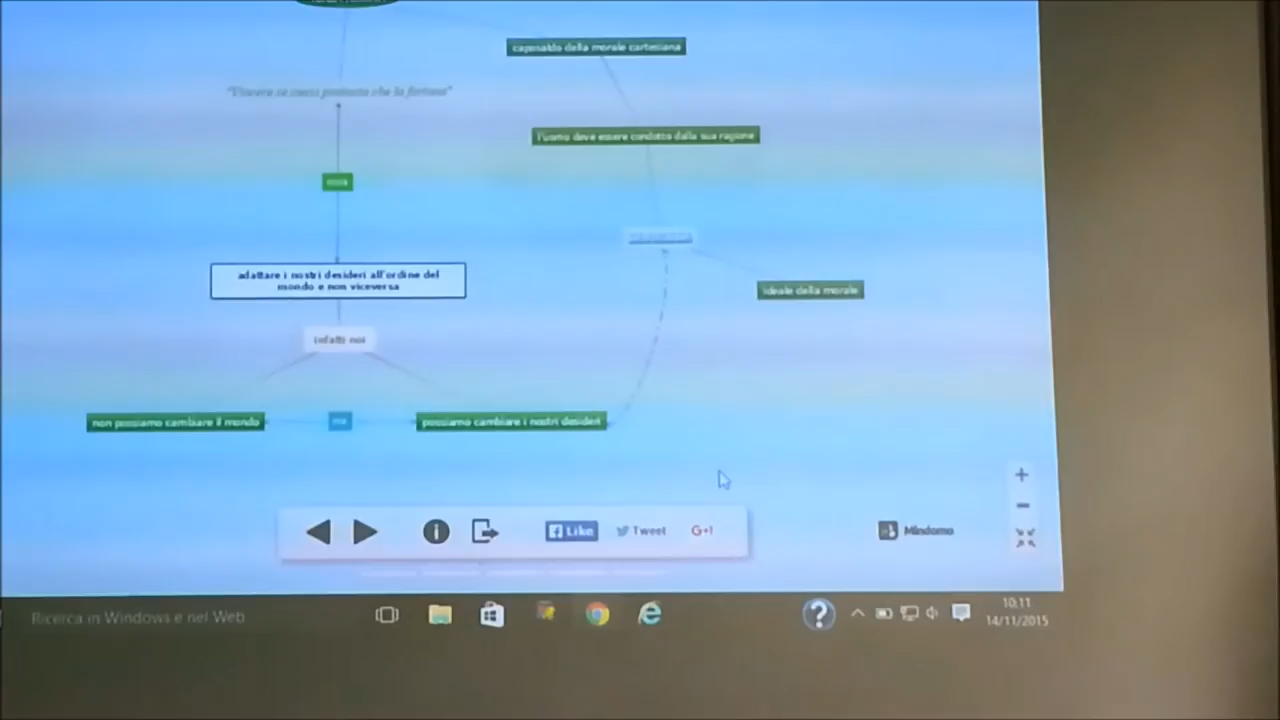 caposaldo della morale cartesiana
"Vincere se stessi piuttosto che la fortuna"
l'uomo deve essere condotto dalla sua ragione
ossia
adattare i nostri desideri all'ordine del
mondo e non viceversa
ideale della morale
infatti noi
non possiamo cambiare il mondo
ma
possiamo cambiare i nostri desideri
Like
Tweet
G+1
Mindomo
Ricerca in Windows e nel Web
10:11
14/11/2015